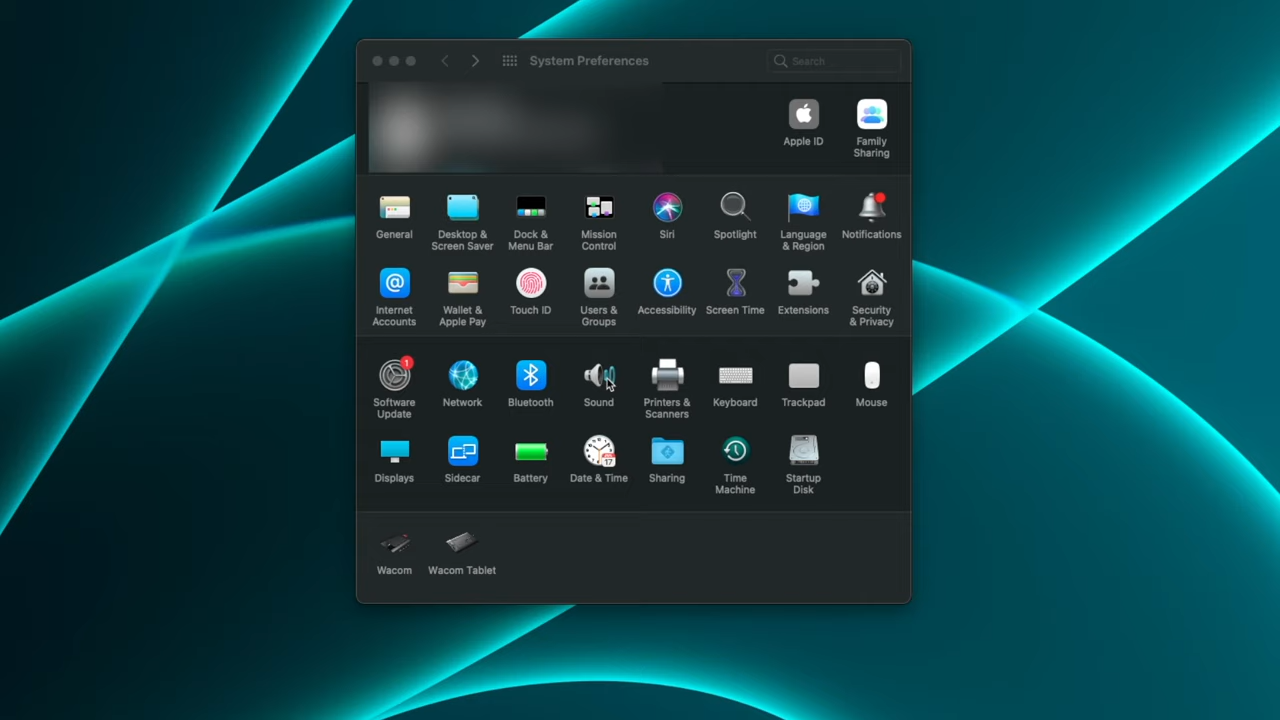 System Preferences
Search
Apple ID
Family
Sharing
General
Desktop &
Screen Saver
Dock &
Menu Bar
Mission
Control
Siri
Spotlight
Language
& Region
Notifications
Internet
Accounts
Wallet &
Apple Pay
Touch ID
Users &
Groups
Accessibility
Screen Time
Extensions
Security
& Privacy
1
Software
Update
Network
Bluetooth
Sound
Printers &
Scanners
Keyboard
Trackpad
Mouse
Displays
Sidecar
Battery
17
Date & Time
Sharing
Time
Machine
Startup
Disk
Wacom
Wacom Tablet